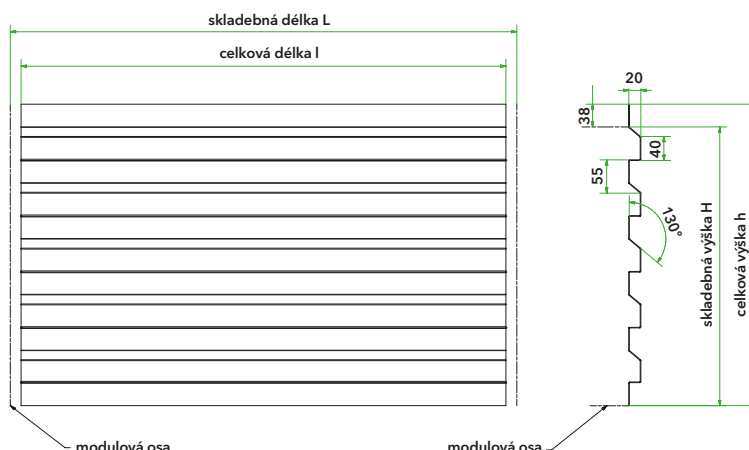 skladebná délka L
celková délka l
20
38
40
55
130°
skladebná výška H
celková výška h
modulová osa
modulová osa